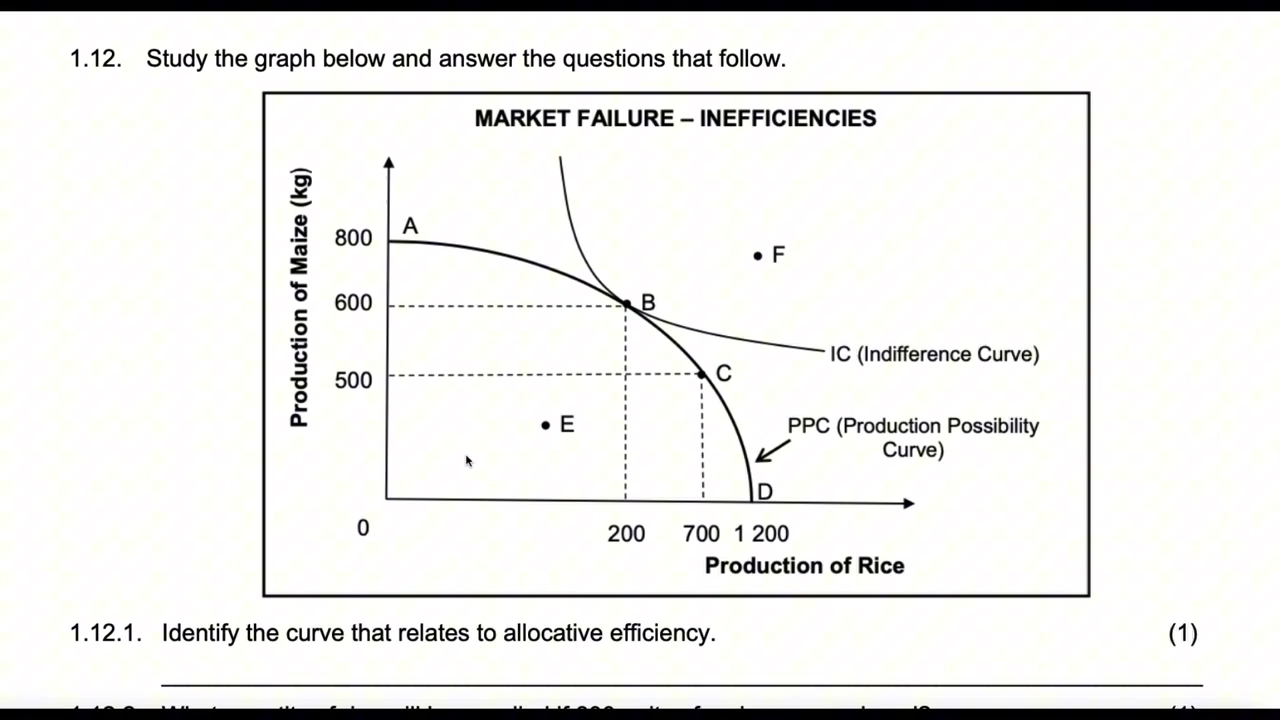 1.12. Study the graph below and answer the questions that follow.
MARKET FAILURE – INEFFICIENCIES
Production of Maize (kg)
800
A
F
600
B
IC (Indifference Curve)
500
C
E
PPC (Production Possibility
Curve)
D
0
200
700
1 200
Production of Rice
1.12.1. Identify the curve that relates to allocative efficiency. (1)